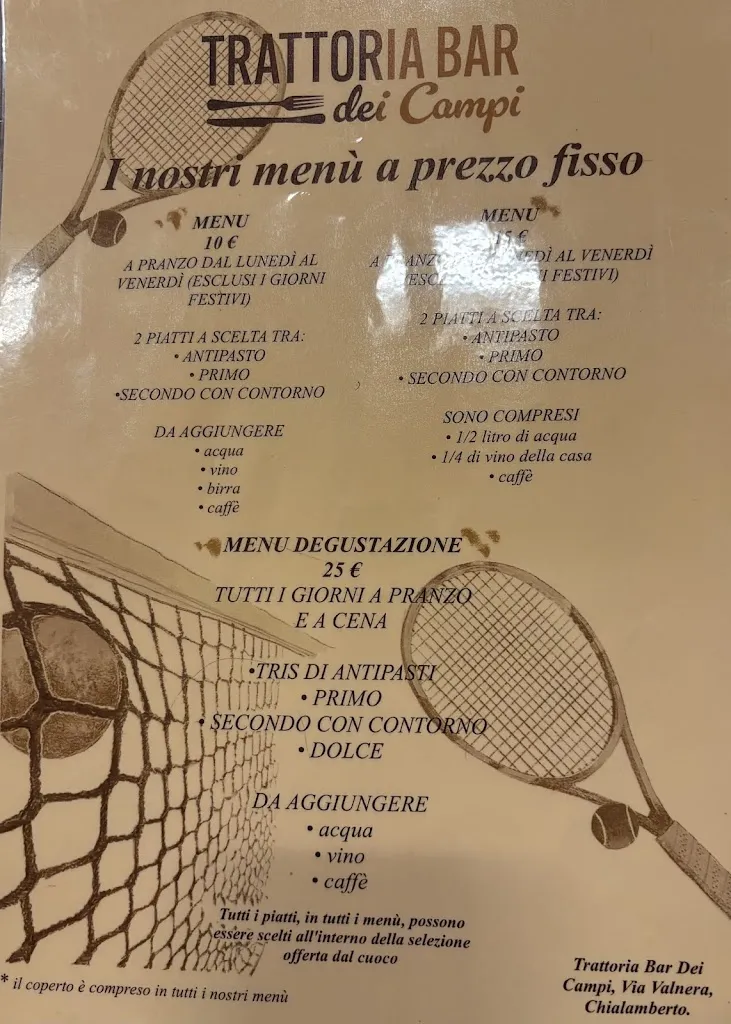 TRATTORIA BAR
dei Campi
I nostri menù a prezzo fisso
MENU
10 €
A PRANZO DAL LUNEDÌ AL
VENERDÌ (ESCLUSI I GIORNI
FESTIVI)
2 PIATTI A SCELTA TRA:
• ANTIPASTO
• PRIMO
•SECONDO CON CONTORNO
DA AGGIUNGERE
• acqua
• vino
• birra
• caffè
MENU
15 €
A PRANZO LUNEDÌ AL VENERDÌ
FESTIVI)
2 PIATTI A SCELTA TRA:
• ANTIPASTO
• PRIMO
• SECONDO CON CONTORNO
SONO COMPRESI
• 1/2 litro di acqua
• 1/4 di vino della casa
• caffè
MENU DEGUSTAZIONE
25 €
TUTTI I GIORNI A PRANZO
E A CENA
•TRIS DI ANTIPASTI
• PRIMO
• SECONDO CON CONTORNO
• DOLCE
DA AGGIUNGERE
• acqua
• vino
• caffè
Tutti i piatti, in tutti i menù, possono
essere scelti all'interno della selezione
offerta dal cuoco
* il coperto è compreso in tutti i nostri menù
Trattoria Bar Dei
Campi, Via Valnera,
Chialamberto.